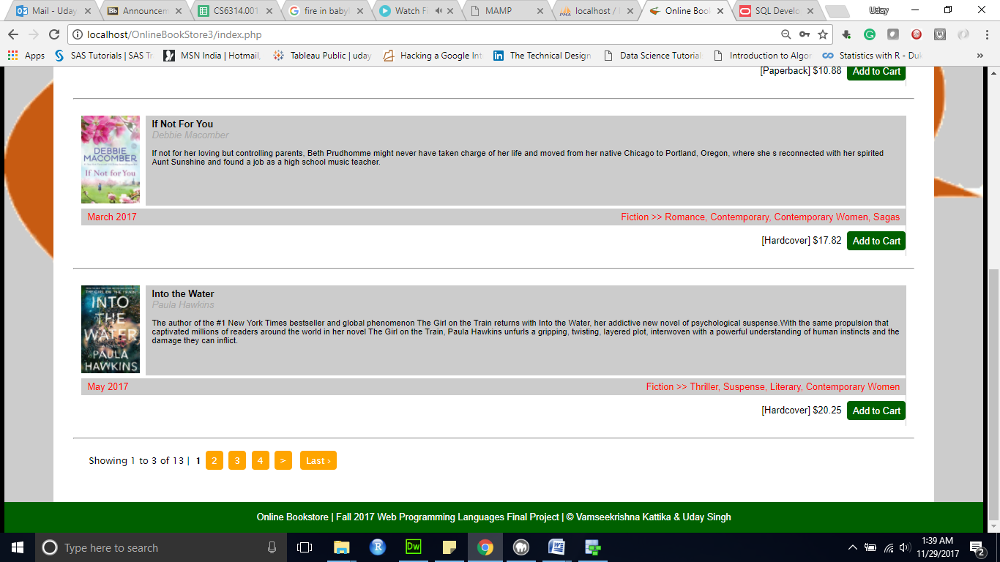 Mail - Uday
Announcem
CS6314.001
fire in baby
Watch Fi
MAMP
localhost /
Online Boo
SQL Develo
Uday
localhost/OnlineBookStore3/index.php
Apps
SAS Tutorials | SAS Tr
MSN India | Hotmail,
Tableau Public | uday
Hacking a Google Int
The Technical Design
Data Science Tutorial
Introduction to Algor
Statistics with R - Duk
»
[Paperback] $10.88 Add to Cart
DEBBIE
MACOMBER
If Not for You
If Not For You
Debbie Macomber
If not for her loving but controlling parents, Beth Prudhomme might never have taken charge of her life and moved from her native Chicago to Portland, Oregon, where she s reconnected with her spirited
Aunt Sunshine and found a job as a high school music teacher.
March 2017
Fiction >> Romance, Contemporary, Contemporary Women, Sagas
[Hardcover] $17.82 Add to Cart
INTO
THE
WATER
PAULA
HAWKINS
Into the Water
Paula Hawkins
The author of the #1 New York Times bestseller and global phenomenon The Girl on the Train returns with Into the Water, her addictive new novel of psychological suspense.With the same propulsion that
captivated millions of readers around the world in her novel The Girl on the Train, Paula Hawkins unfurls a gripping, twisting, layered plot, interwoven with a powerful understanding of human instincts and the
damage they can inflict.
May 2017
Fiction >> Thriller, Suspense, Literary, Contemporary Women
[Hardcover] $20.25 Add to Cart
Showing 1 to 3 of 13 | 1 2 3 4 > Last ›
Online Bookstore | Fall 2017 Web Programming Languages Final Project | © Vamseekrishna Kattika & Uday Singh
Type here to search
R
Dw
1:39 AM
11/29/2017
2